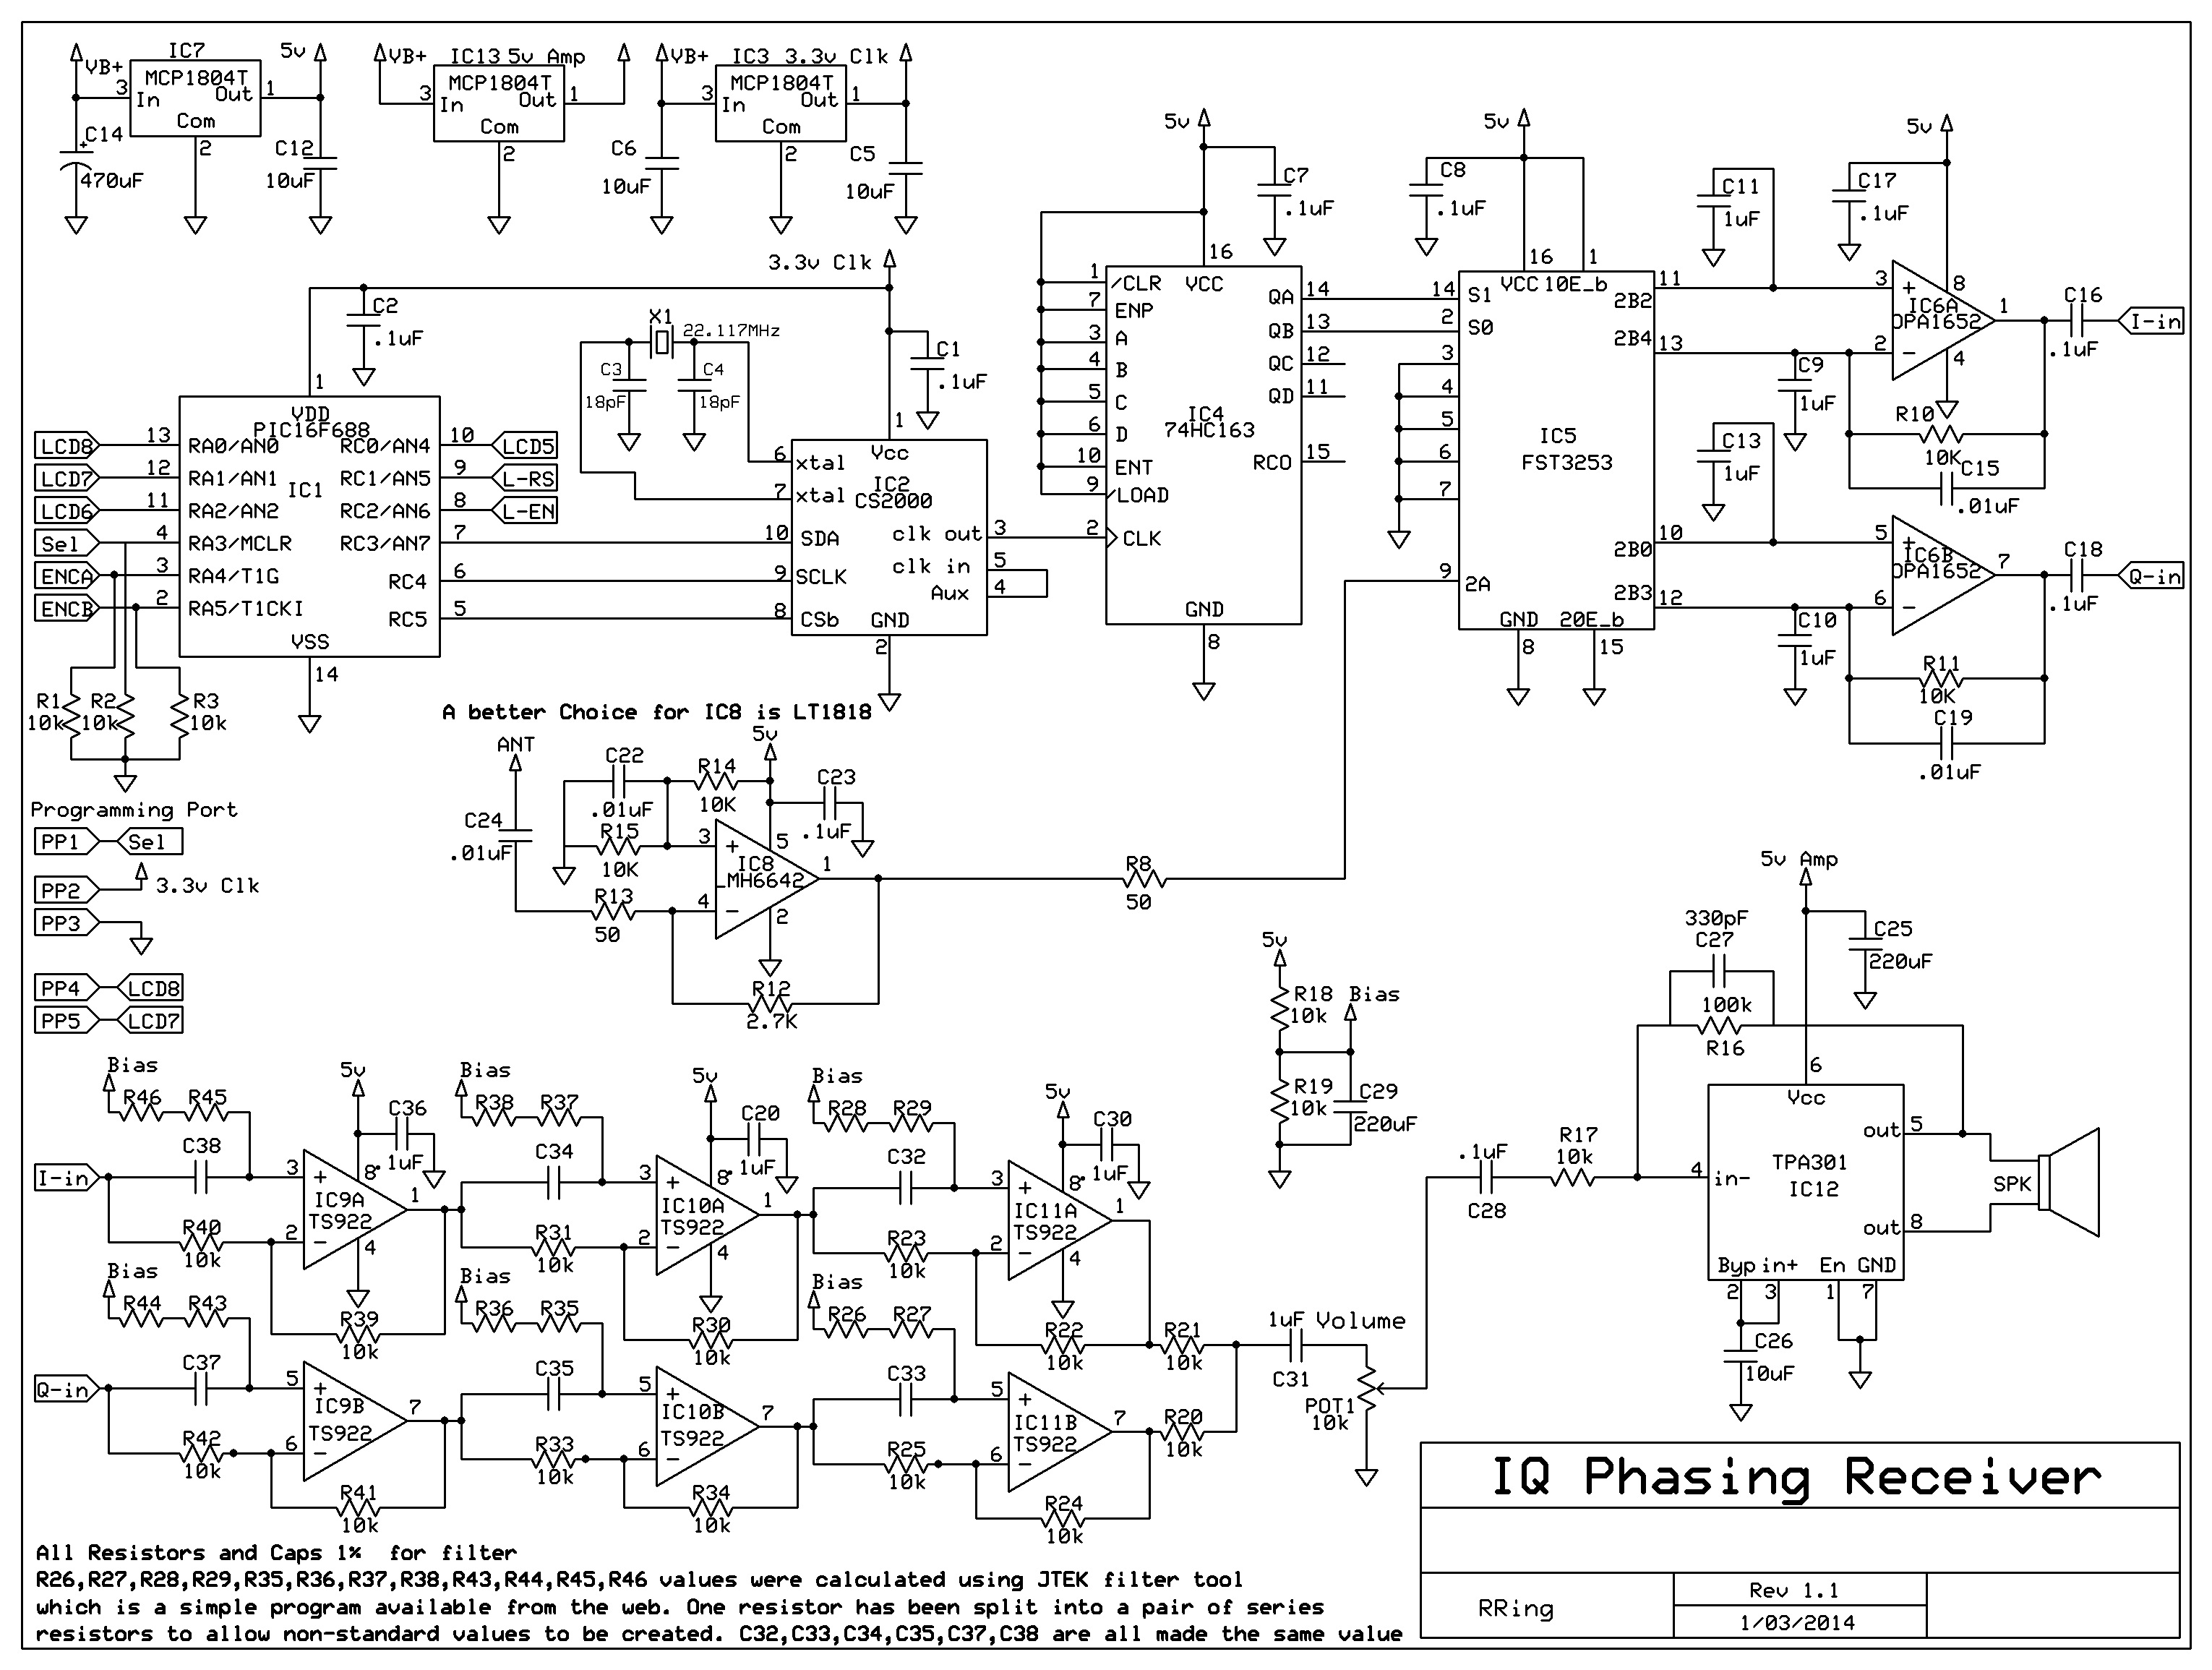 IC7
VB+
5v
MCP1804T
3 In Out 1
Com
2
C14
+
470uF
C12
10uF
VB+
IC13 5v Amp
MCP1804T
3 In Out 1
Com
2
VB+
IC3 3.3v Clk
MCP1804T
3 In Out 1
Com
2
C6
10uF
C5
10uF
3.3v Clk
C2
.1uF
X1
22.117MHz
C3
18pF
C4
18pF
C1
.1uF
1
VDD
PIC16F688
IC1
LCD8 13 RA0/AN0 RC0/AN4 10 LCD5
LCD7 12 RA1/AN1 RC1/AN5 9 L-RS
LCD6 11 RA2/AN2 RC2/AN6 8 L-EN
Sel 4 RA3/MCLR RC3/AN7 7
ENCA 3 RA4/T1G RC4 6
ENCB 2 RA5/T1CKI RC5 5
VSS
14
R1
10k
R2
10k
R3
10k
1
Vcc
6 xtal
IC2
CS2000
7 xtal
10 SDA clk out 3
9 SCLK clk in 5
Aux 4
8 CSb GND
2
5v
C7
.1uF
16
VCC
1 /CLR
7 ENP
3 A
4 B
5 C
6 D
10 ENT
9 /LOAD
2 CLK
QA 14
QB 13
QC 12
QD 11
RCO 15
IC4
74HC163
GND
8
5v
C8
.1uF
16 1
VCC 1OE_b
14 S1
2 S0
3
4
5
6
7
9 2A
IC5
FST3253
2B2 11
2B4 13
2B0 10
2B3 12
GND 2OE_b
8 15
C11
1uF
5v
C17
.1uF
3 +
8
IC6A
OPA1652
1
2 −
4
C16
.1uF
I-in
C9
1uF
R10
10K
C15
.01uF
C13
1uF
5 +
IC6B
OPA1652
7
6 −
C18
.1uF
Q-in
C10
1uF
R11
10K
C19
.01uF
A better Choice for IC8 is LT1818
ANT
5v
C22
.01uF
R14
10K
C23
.1uF
C24
.01uF
R15
10K
3 +
5
IC8
LMH6642
1
4 −
2
R13
50
R12
2.7K
R8
50
Programming Port
PP1 Sel
PP2 3.3v Clk
PP3
PP4 LCD8
PP5 LCD7
5v
R18
10k
Bias
R19
10k
C29
220uF
5v Amp
C25
220uF
330pF
C27
100k
R16
6
Vcc
.1uF
C28
R17
10k
4 in-
TPA301
IC12
out 5
out 8
SPK
Byp in+ En GND
2 3 1 7
C26
10uF
Bias
R46 R45
5v
C36
.1uF
C38
I-in
3 +
8
IC9A
TS922
1
2 −
4
R40
10k
R39
10k
Bias
R38 R37
5v
C20
.1uF
C34
3 +
8
IC10A
TS922
1
2 −
4
R31
10k
R30
10k
Bias
R28 R29
5v
C30
.1uF
C32
3 +
8
IC11A
TS922
1
2 −
4
R23
10k
R22
10k
R21
10k
Bias
R44 R43
C37
Q-in
5 +
IC9B
TS922
7
6 −
R42
10k
R41
10k
Bias
R36 R35
C35
5 +
IC10B
TS922
7
6 −
R33
10k
R34
10k
Bias
R26 R27
C33
5 +
IC11B
TS922
7
6 −
R25
10k
R24
10k
R20
10k
1uF Volume
C31
POT1
10k
All Resistors and Caps 1% for filter
R26,R27,R28,R29,R35,R36,R37,R38,R43,R44,R45,R46 values were calculated using JTEK filter tool
which is a simple program available from the web. One resistor has been split into a pair of series
resistors to allow non-standard values to be created. C32,C33,C34,C35,C37,C38 are all made the same value
IQ Phasing Receiver
RRing
Rev 1.1
1/03/2014